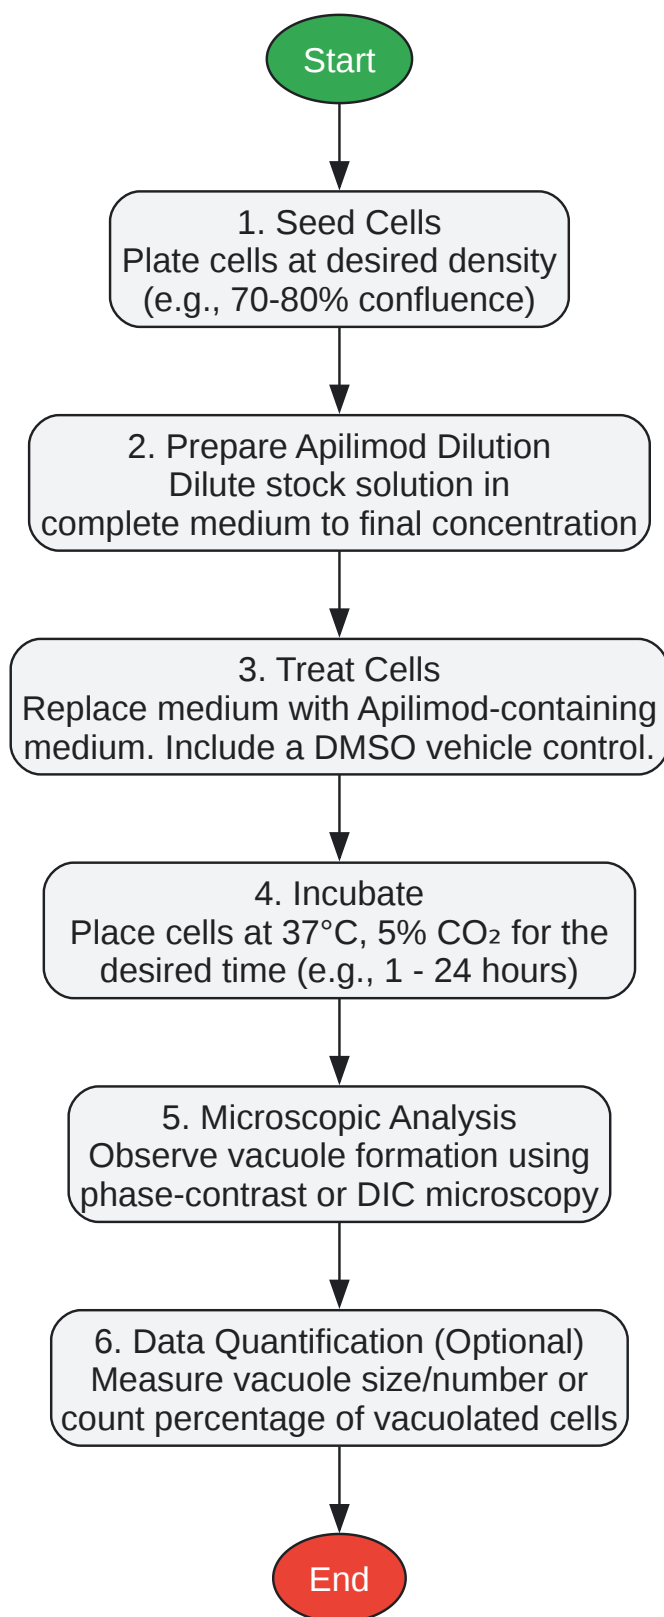 Start
1. Seed Cells
Plate cells at desired density
(e.g., 70-80% confluence)
2. Prepare Apilimod Dilution
Dilute stock solution in
complete medium to final concentration
3. Treat Cells
Replace medium with Apilimod-containing
medium. Include a DMSO vehicle control.
4. Incubate
Place cells at 37°C, 5% CO₂ for the
desired time (e.g., 1 - 24 hours)
5. Microscopic Analysis
Observe vacuole formation using
phase-contrast or DIC microscopy
6. Data Quantification (Optional)
Measure vacuole size/number or
count percentage of vacuolated cells
End